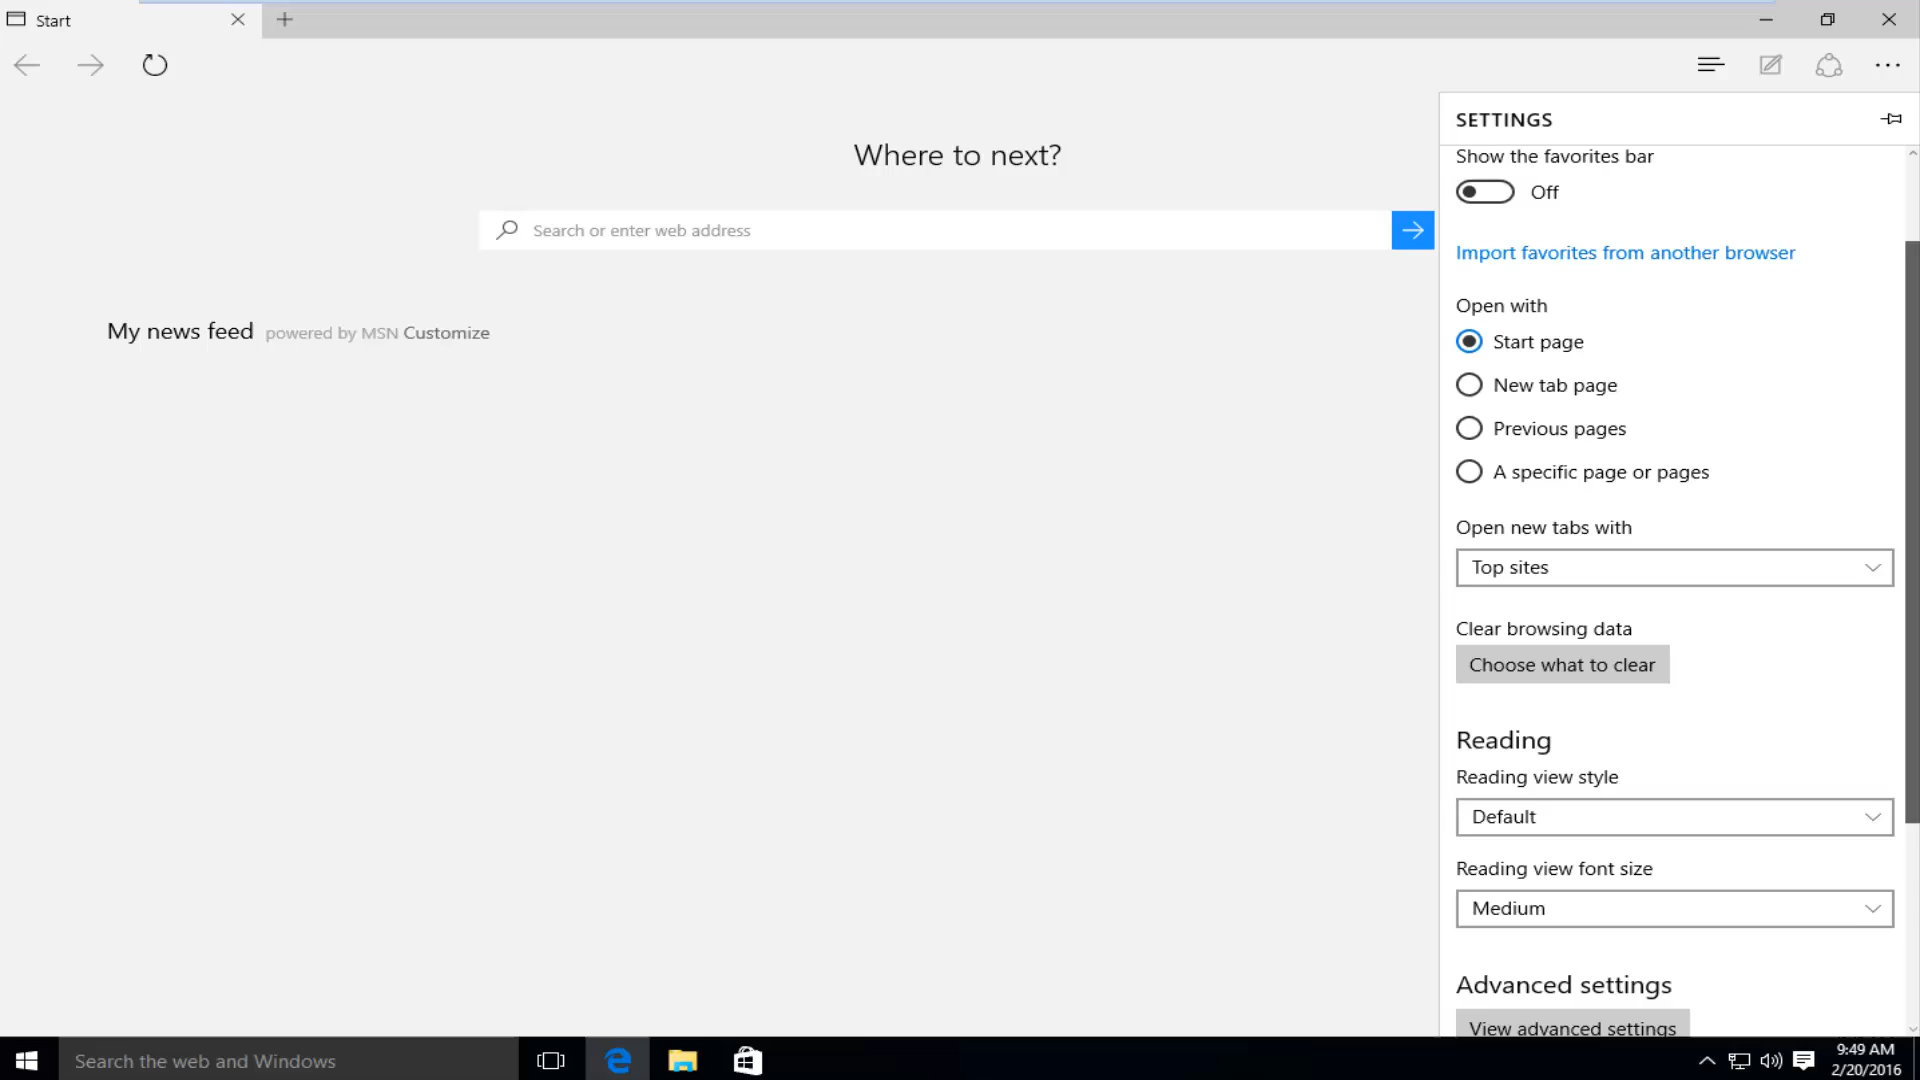 Start
SETTINGS
Show the favorites bar
Where to next?
Off
Search or enter web address
Import favorites from another browser
Open with
My news feed powered by MSN Customize
Start page
New tab page
Previous pages
A specific page or pages
Open new tabs with
Top sites
Clear browsing data
Choose what to clear
Reading
Reading view style
Default
Reading view font size
Medium
Advanced settings
View advanced settings
Search the web and Windows
9:49 AM
2/20/2016